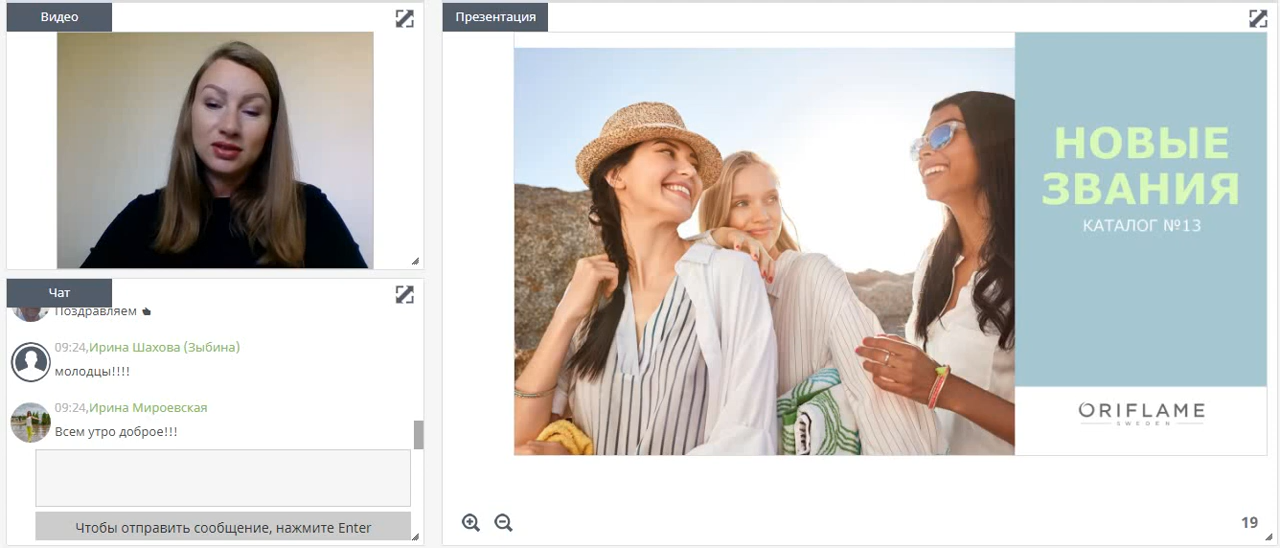 Видео
Презентация
НОВЫЕ
ЗВАНИЯ
КАТАЛОГ №13
ORIFLAME
SWEDEN
19
Чат
Поздравляем
09:24,Ирина Шахова (Зыбина)
молодцы!!!!
09:24,Ирина Мироевская
Всем утро доброе!!!
Чтобы отправить сообщение, нажмите Enter